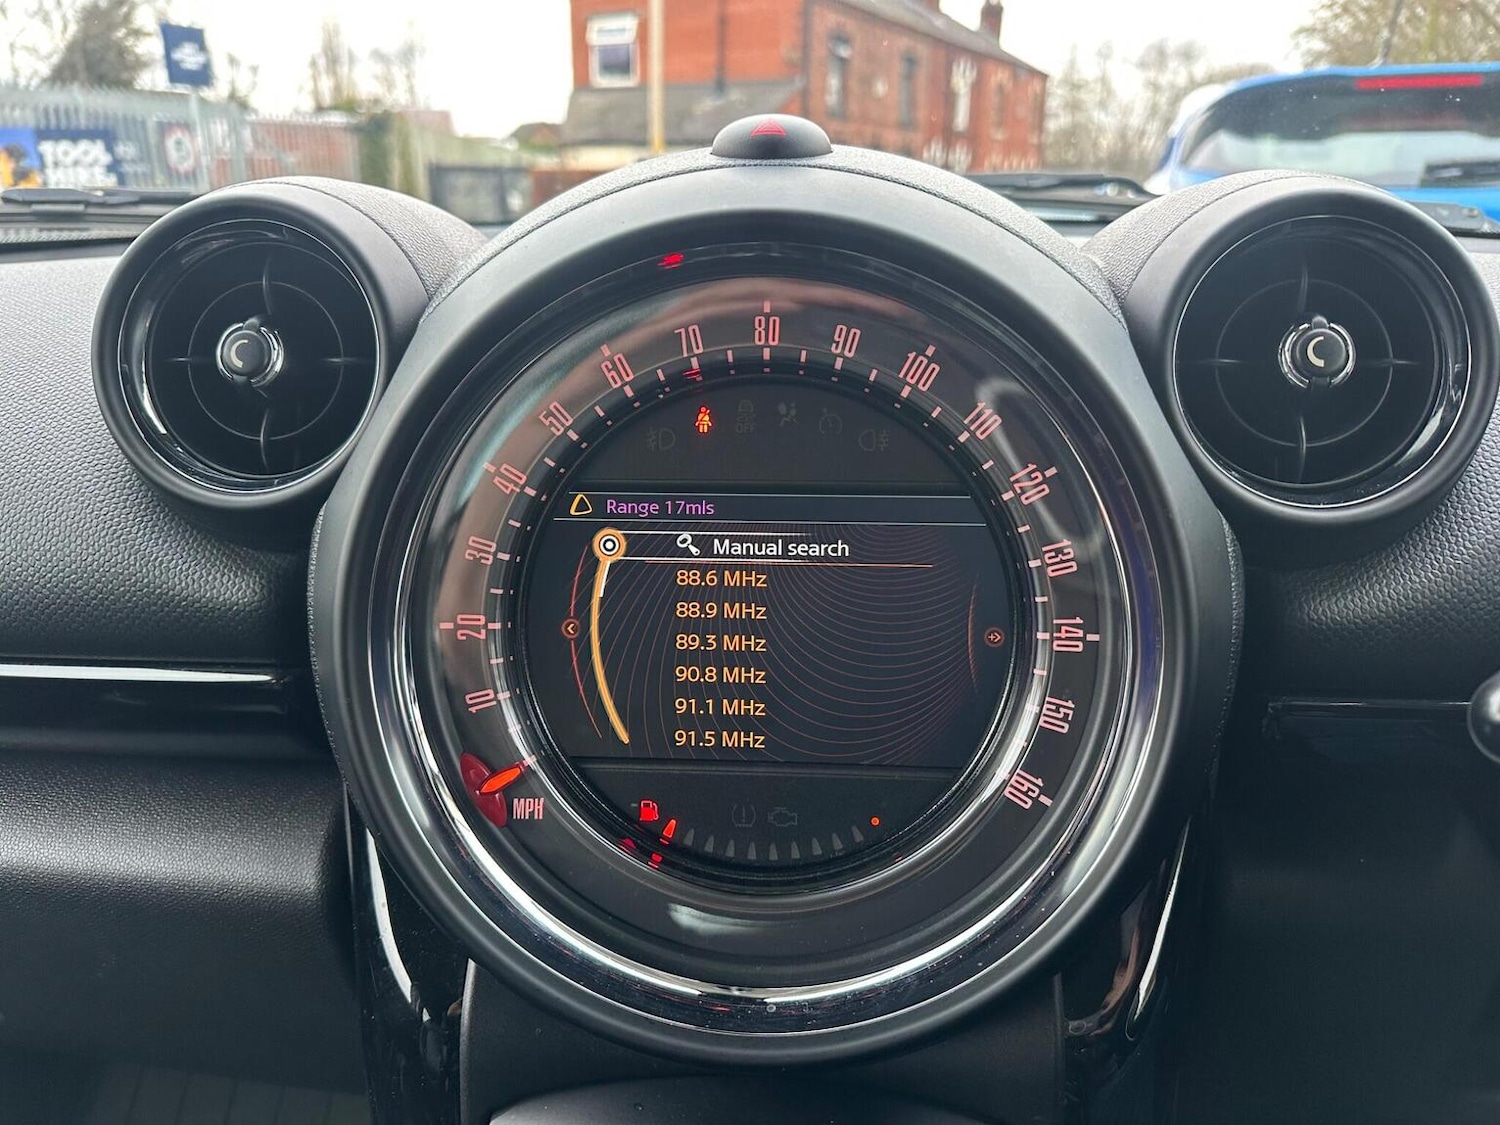 TOOL
80
70
90
60
100
50
110
OFF
40
120
Range 17mls
Manual search
30
130
88.6 MHz
88.9 MHz
20
140
89.3 MHz
90.8 MHz
10
150
91.1 MHz
91.5 MHz
160
MPH